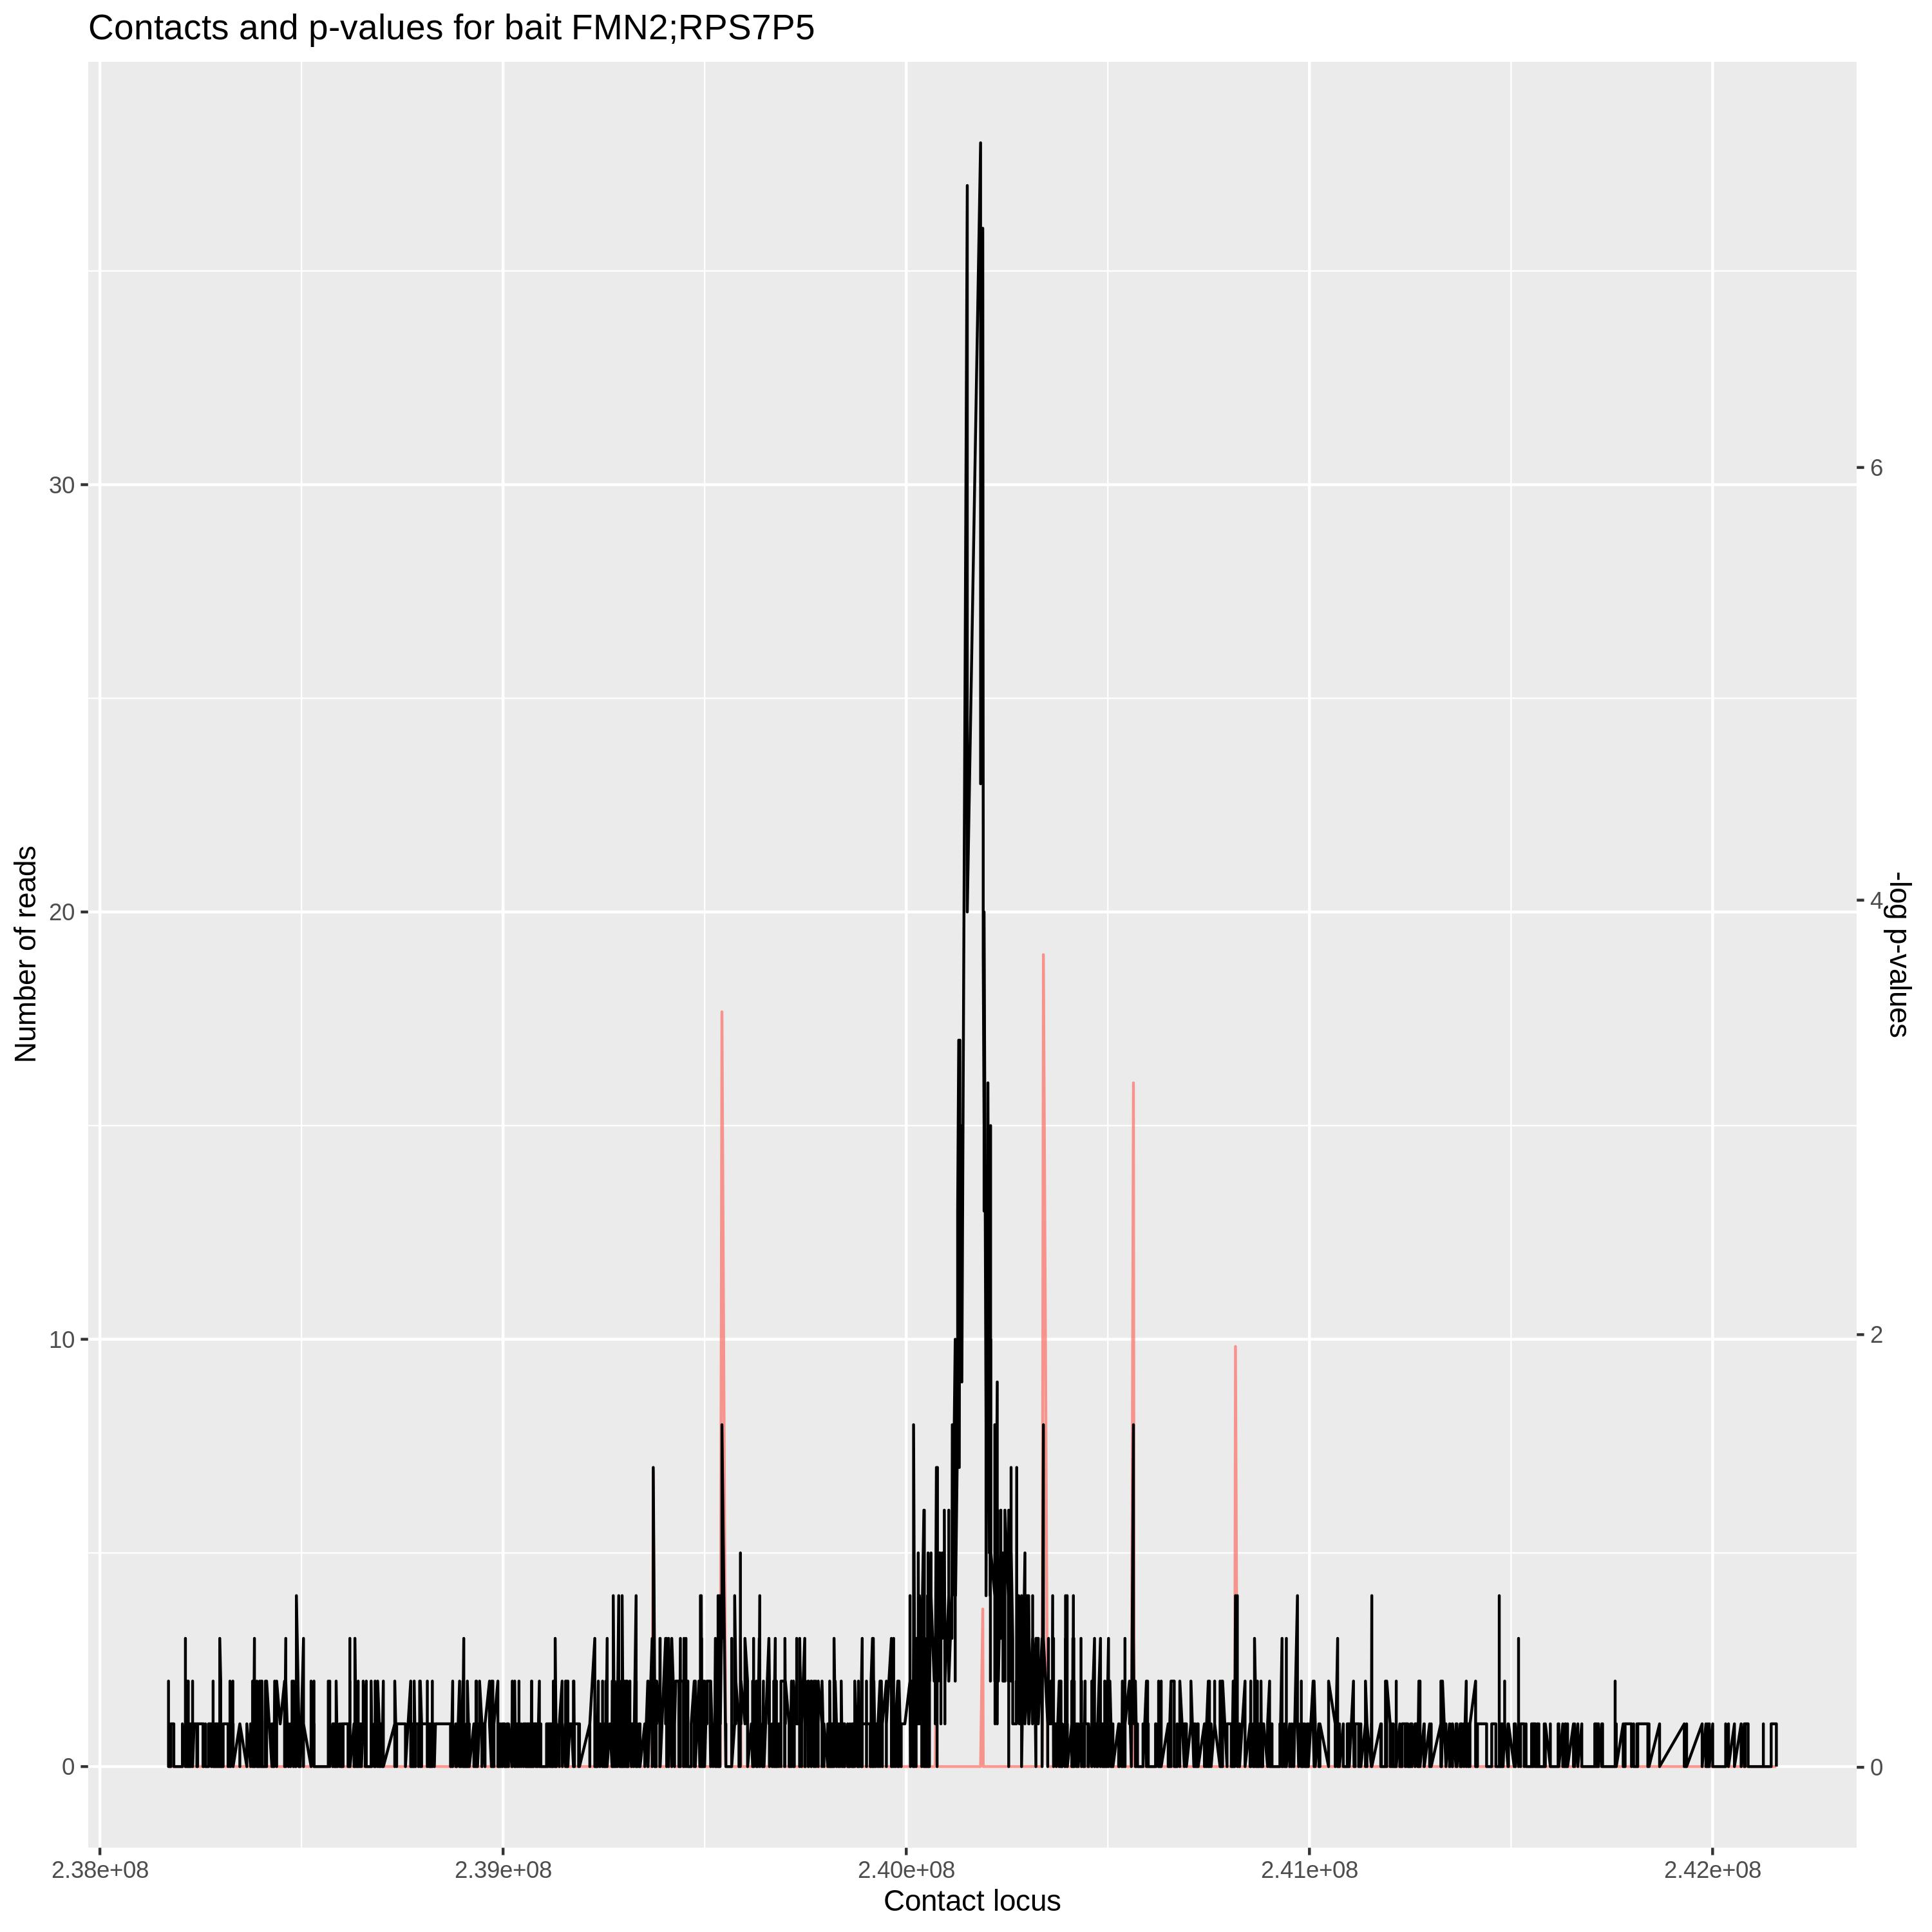 Contacts and p-values for bait FMN2;RPS7P5
Number of reads
30
20
10
0
6
4
2
0
-log p-values
2.38e+08
2.39e+08
2.40e+08
2.41e+08
2.42e+08
Contact locus